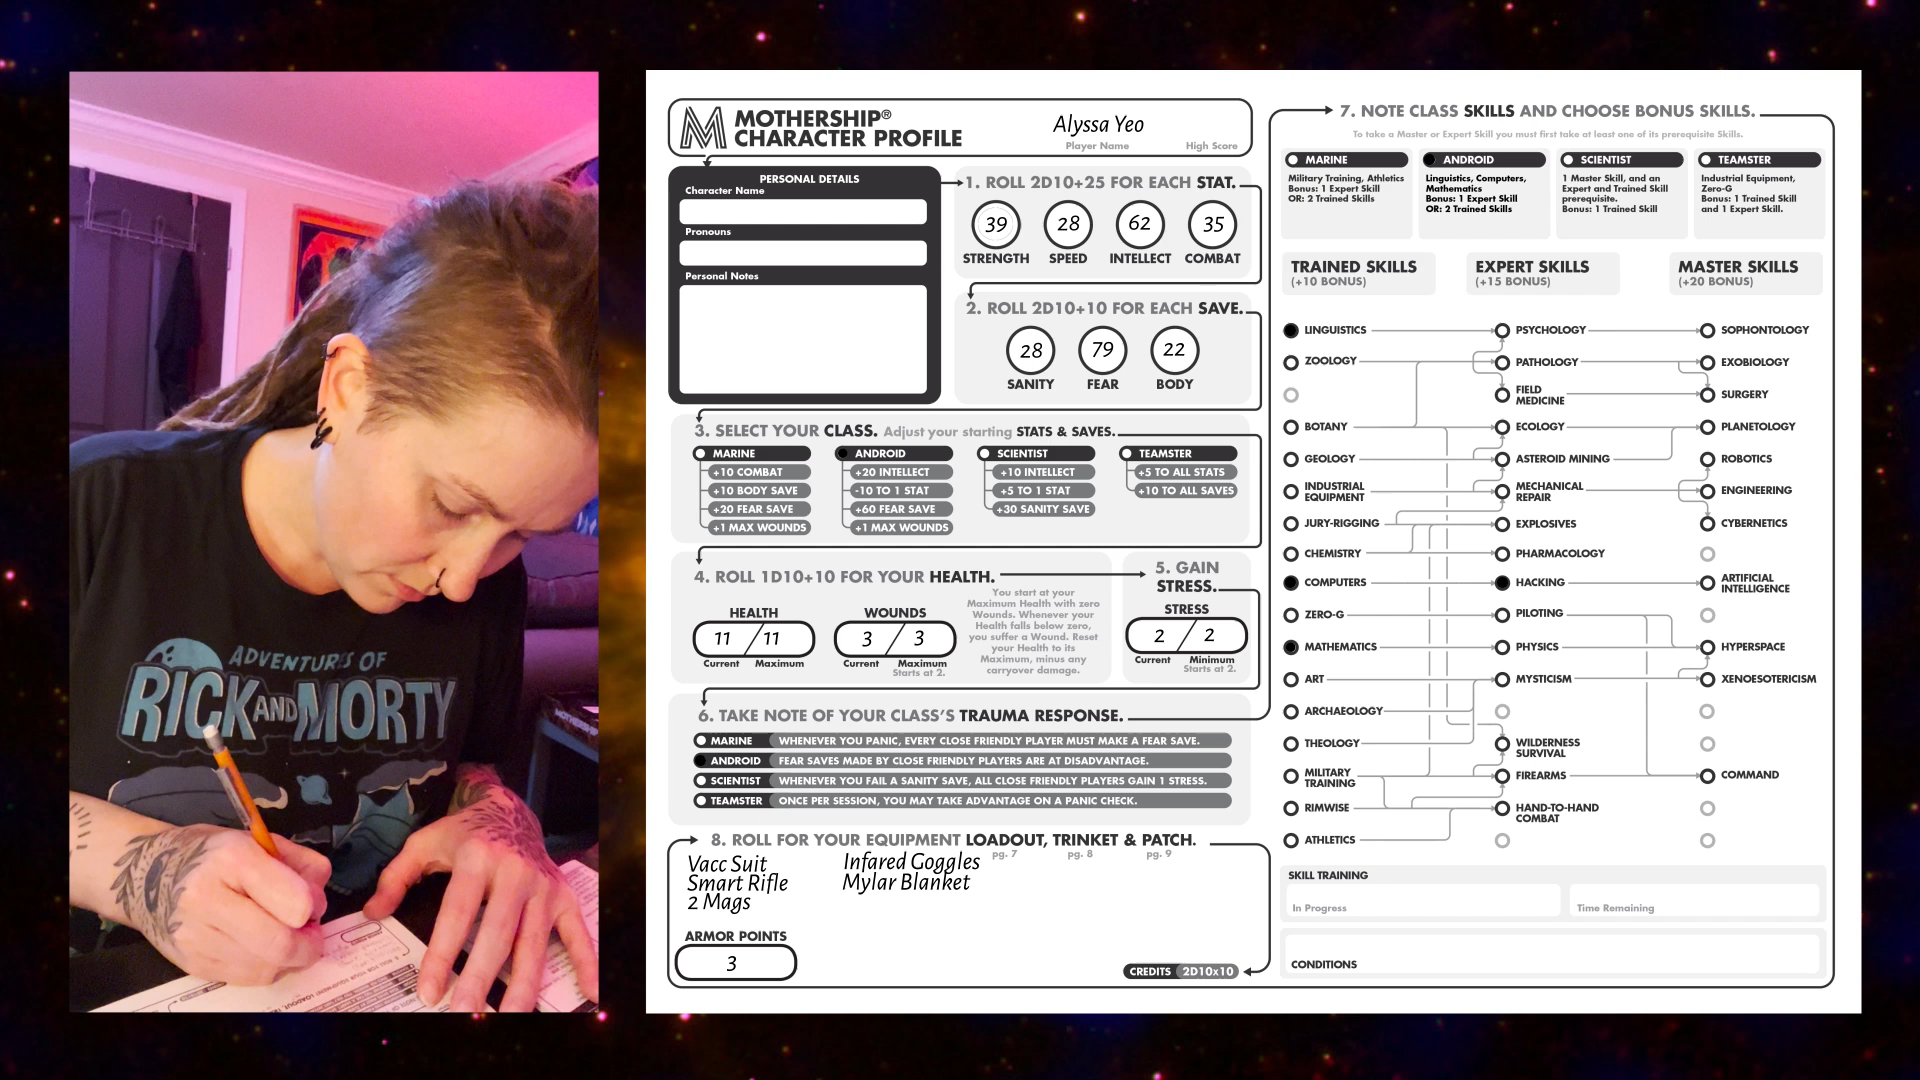 ADVENTURES OF
RICK AND MORTY
MOTHERSHIP®
CHARACTER PROFILE
Alyssa Yeo
Player Name
High Score
PERSONAL DETAILS
Character Name
Pronouns
Personal Notes
1. ROLL 2D10+25 FOR EACH STAT.
39 28 62 35
STRENGTH SPEED INTELLECT COMBAT
2. ROLL 2D10+10 FOR EACH SAVE.
28 79 22
SANITY FEAR BODY
3. SELECT YOUR CLASS. Adjust your starting STATS & SAVES.
MARINE
+10 COMBAT
+10 BODY SAVE
+20 FEAR SAVE
+1 MAX WOUNDS
ANDROID
+20 INTELLECT
-10 TO 1 STAT
+60 FEAR SAVE
+1 MAX WOUNDS
SCIENTIST
+10 INTELLECT
+5 TO 1 STAT
+30 SANITY SAVE
TEAMSTER
+5 TO ALL STATS
+10 TO ALL SAVES
4. ROLL 1D10+10 FOR YOUR HEALTH.
HEALTH
11 / 11
Current Maximum
WOUNDS
3 / 3
Current Maximum
Starts at 2.
You start at your
Maximum Health with zero
Wounds. Whenever your
Health falls below zero,
you suffer a Wound. Reset
your Health to its
Maximum, minus any
carryover damage.
5. GAIN
STRESS.
STRESS
2 / 2
Current Minimum
Starts at 2.
6. TAKE NOTE OF YOUR CLASS'S TRAUMA RESPONSE.
MARINE WHENEVER YOU PANIC, EVERY CLOSE FRIENDLY PLAYER MUST MAKE A FEAR SAVE.
ANDROID FEAR SAVES MADE BY CLOSE FRIENDLY PLAYERS ARE AT DISADVANTAGE.
SCIENTIST WHENEVER YOU FAIL A SANITY SAVE, ALL CLOSE FRIENDLY PLAYERS GAIN 1 STRESS.
TEAMSTER ONCE PER SESSION, YOU MAY TAKE ADVANTAGE ON A PANIC CHECK.
8. ROLL FOR YOUR EQUIPMENT LOADOUT, TRINKET & PATCH.
pg. 7 pg. 8 pg. 9
Vacc Suit
Smart Rifle
2 Mags
Infared Goggles
Mylar Blanket
ARMOR POINTS
3
CREDITS 2D10x10
7. NOTE CLASS SKILLS AND CHOOSE BONUS SKILLS.
To take a Master or Expert Skill you must first take at least one of its prerequisite Skills.
MARINE
Military Training, Athletics
Bonus: 1 Expert Skill
OR: 2 Trained Skills
ANDROID
Linguistics, Computers,
Mathematics
Bonus: 1 Expert Skill
OR: 2 Trained Skills
SCIENTIST
1 Master Skill, and an
Expert and Trained Skill
prerequisite.
Bonus: 1 Trained Skill
TEAMSTER
Industrial Equipment,
Zero-G
Bonus: 1 Trained Skill
and 1 Expert Skill.
TRAINED SKILLS
(+10 BONUS)
LINGUISTICS
ZOOLOGY
BOTANY
GEOLOGY
INDUSTRIAL
EQUIPMENT
JURY-RIGGING
CHEMISTRY
COMPUTERS
ZERO-G
MATHEMATICS
ART
ARCHAEOLOGY
THEOLOGY
MILITARY
TRAINING
RIMWISE
ATHLETICS
EXPERT SKILLS
(+15 BONUS)
PSYCHOLOGY
PATHOLOGY
FIELD
MEDICINE
ECOLOGY
ASTEROID MINING
MECHANICAL
REPAIR
EXPLOSIVES
PHARMACOLOGY
HACKING
PILOTING
PHYSICS
MYSTICISM
WILDERNESS
SURVIVAL
FIREARMS
HAND-TO-HAND
COMBAT
MASTER SKILLS
(+20 BONUS)
SOPHONTOLOGY
EXOBIOLOGY
SURGERY
PLANETOLOGY
ROBOTICS
ENGINEERING
CYBERNETICS
ARTIFICIAL
INTELLIGENCE
HYPERSPACE
XENOESOTERICISM
COMMAND
SKILL TRAINING
In Progress
Time Remaining
CONDITIONS